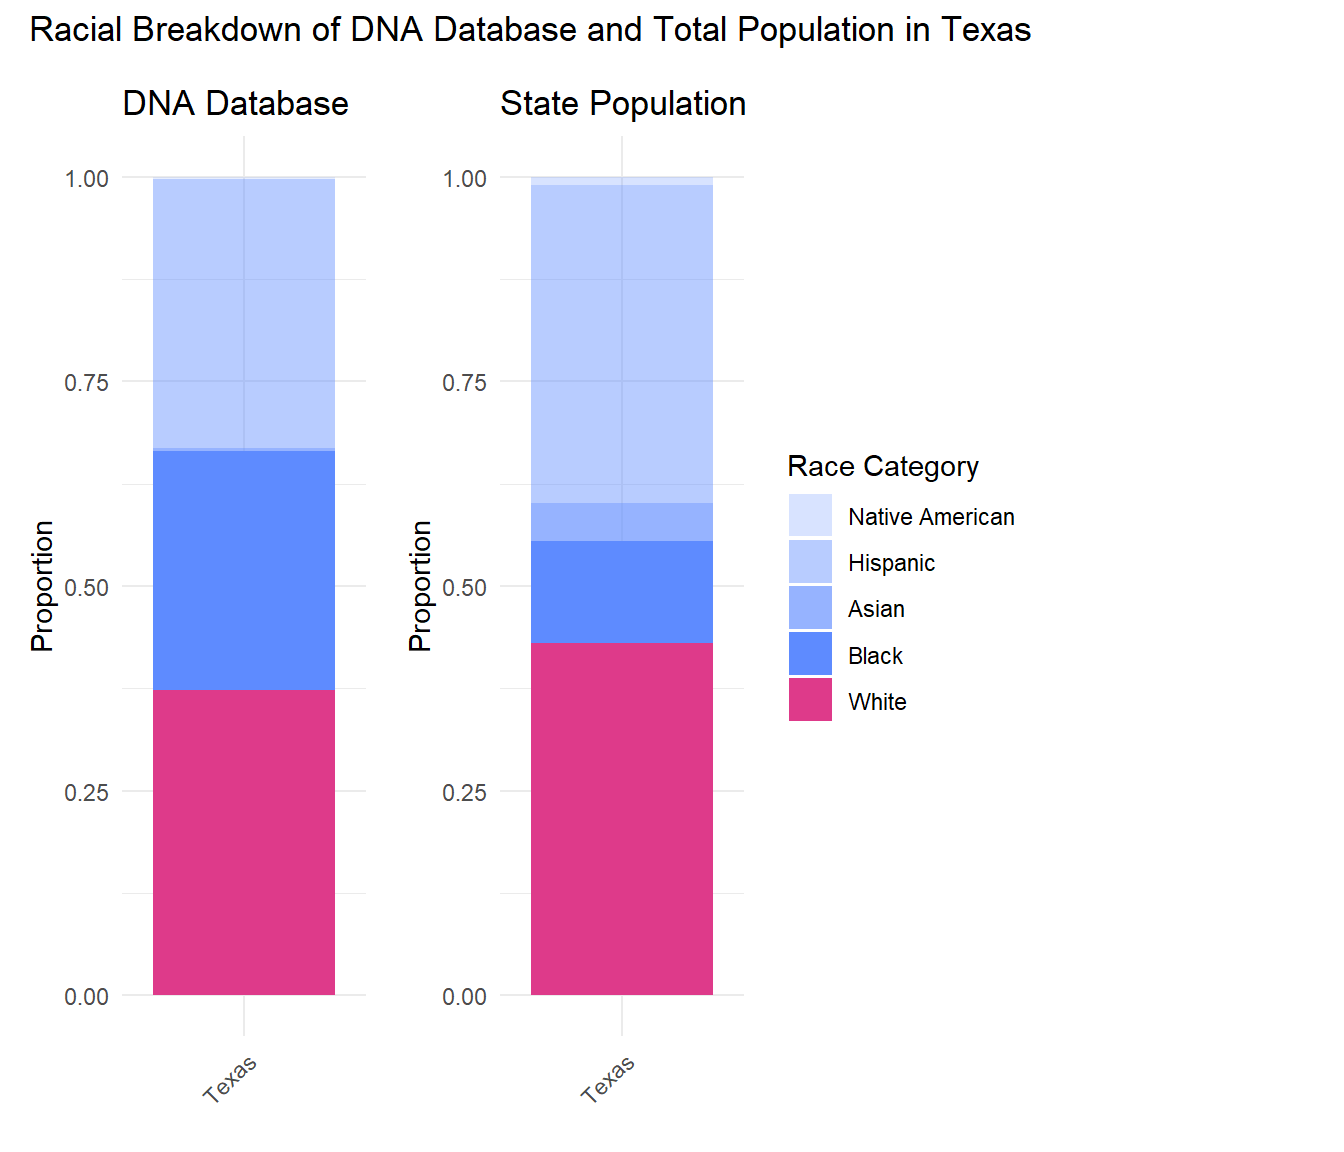 Racial Breakdown of DNA Database and Total Population in Texas
DNA Database
1.00
0.75
0.50
0.25
0.00
Proportion
Texas
State Population
1.00
0.75
0.50
0.25
0.00
Proportion
Texas
Race Category
Native American
Hispanic
Asian
Black
White